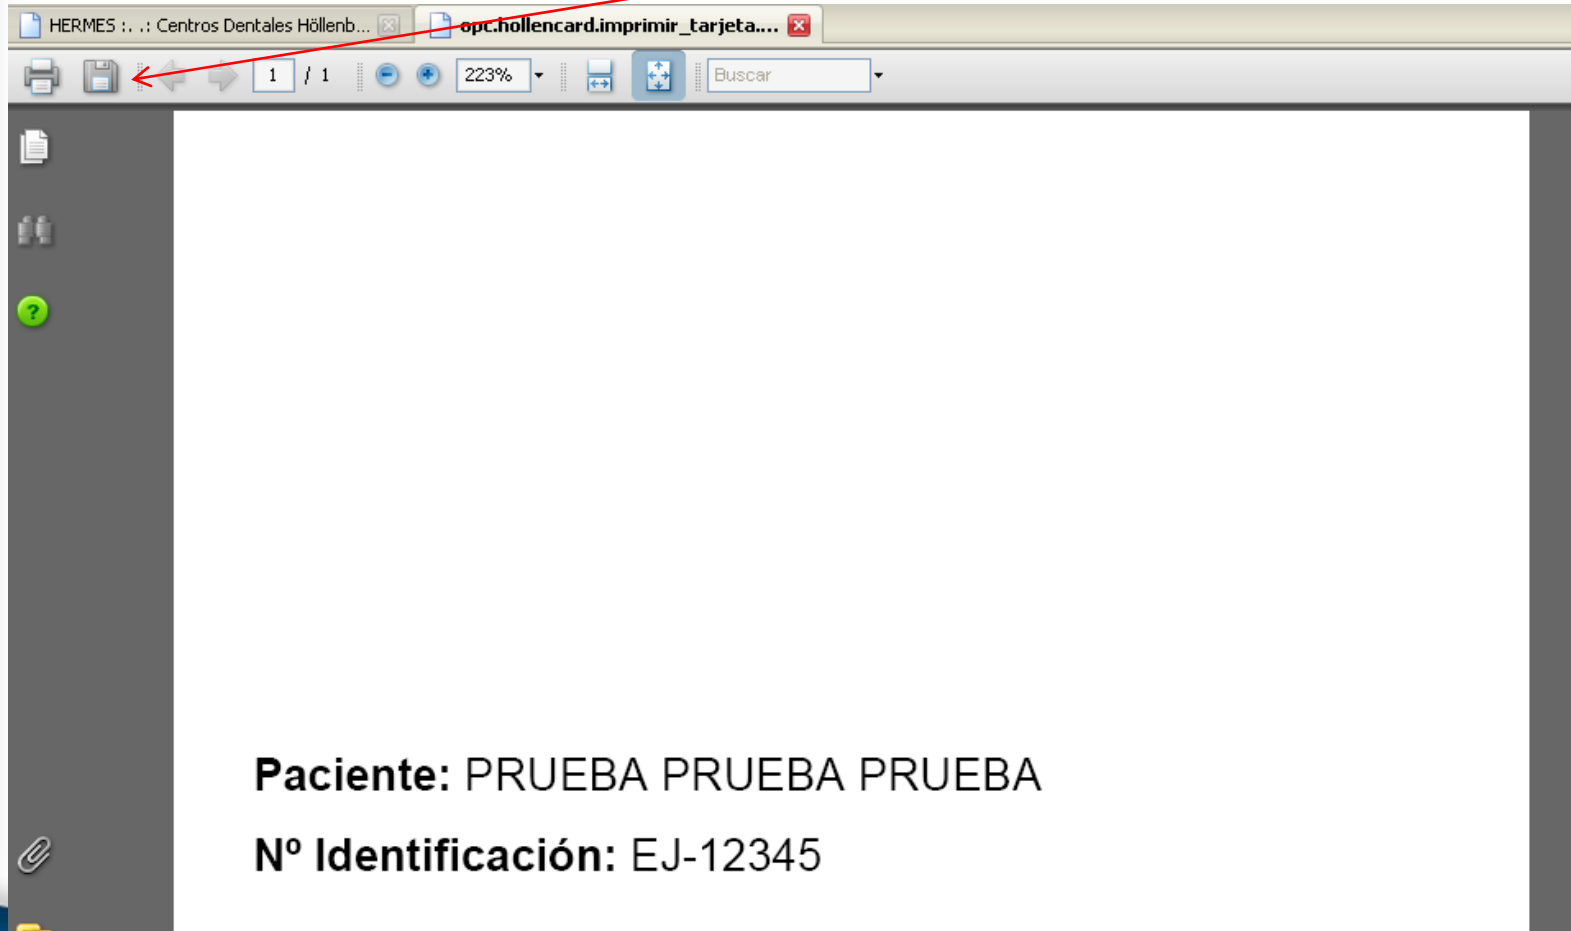 HERMES :. .: Centros Dentales Höllenb... opc.hollencard.imprimir_tarjeta....
1 / 1 223% Buscar
?
Paciente: PRUEBA PRUEBA PRUEBA
Nº Identificación: EJ-12345